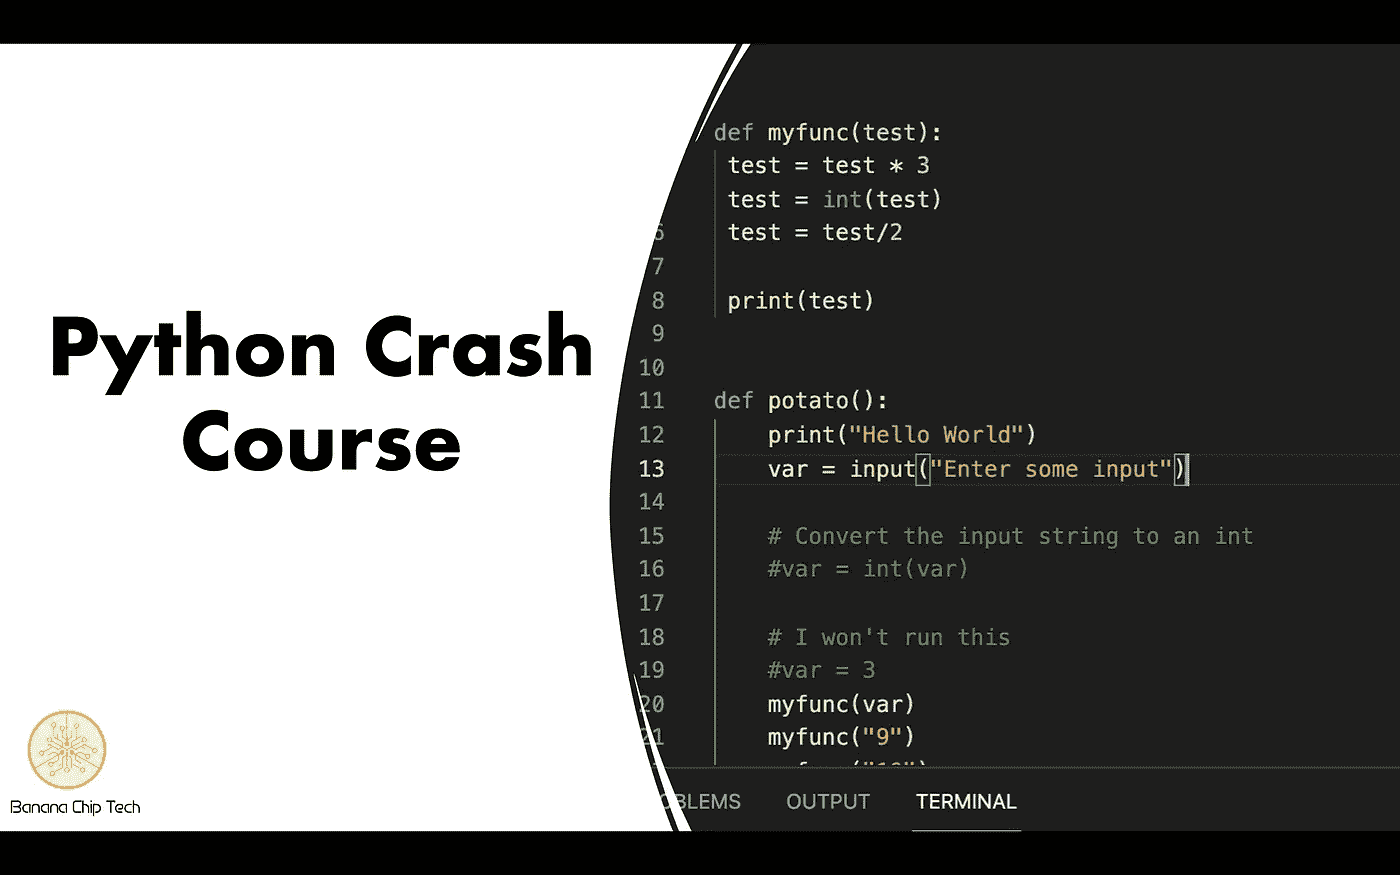 Python Crash
Course
Banana Chip Tech
def myfunc(test):
test = test * 3
test = int(test)
6 test = test/2
7
8 print(test)
9
10
11 def potato():
12 print("Hello World")
13 var = input("Enter some input")
14
15 # Convert the input string to an int
16 #var = int(var)
17
18 # I won't run this
19 #var = 3
20 myfunc(var)
21 myfunc("9")
OBLEMS OUTPUT TERMINAL